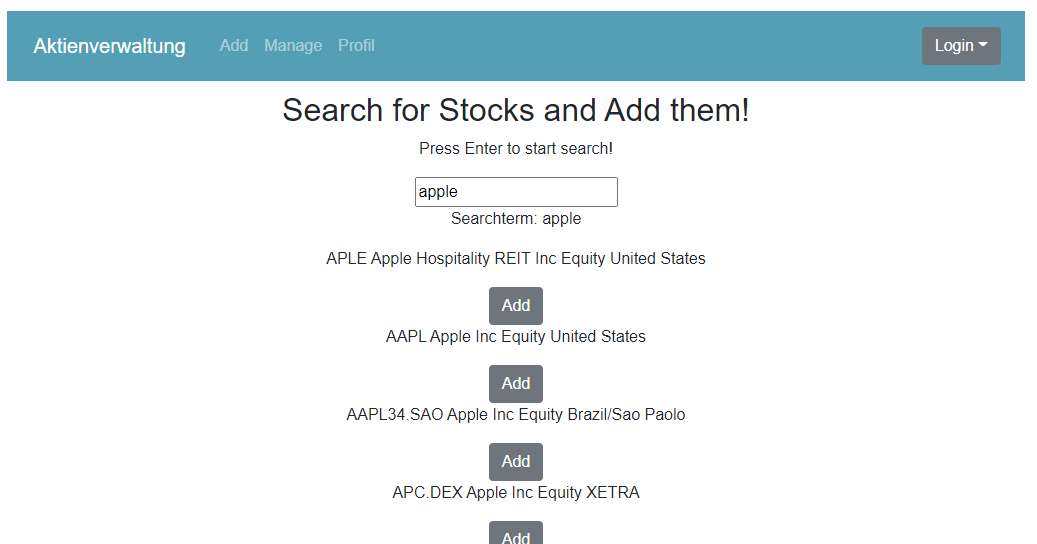 Aktienverwaltung Add Manage Profil Login
Search for Stocks and Add them!
Press Enter to start search!
apple
Searchterm: apple
APLE Apple Hospitality REIT Inc Equity United States
Add
AAPL Apple Inc Equity United States
Add
AAPL34.SAO Apple Inc Equity Brazil/Sao Paolo
Add
APC.DEX Apple Inc Equity XETRA
Add